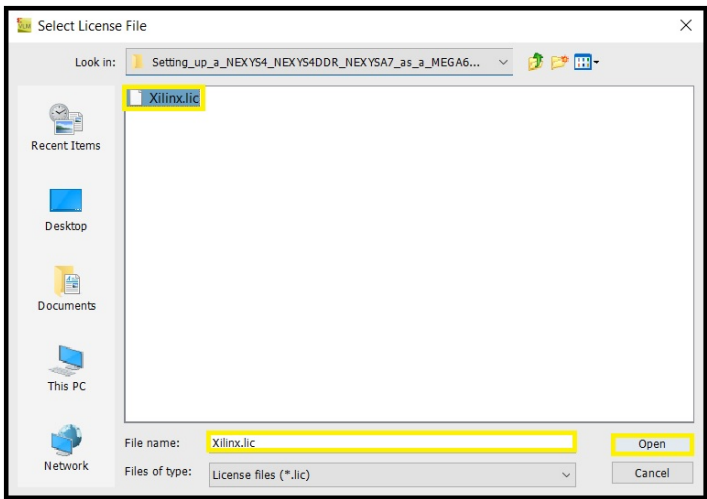 VLM Select License File
Look in: Setting_up_a_NEXYS4_NEXYS4DDR_NEXYSA7_as_a_MEGA6...
Xilinx.lic
Recent Items
Desktop
Documents
This PC
Network
File name: Xilinx.lic Open
Files of type: License files (*.lic) Cancel